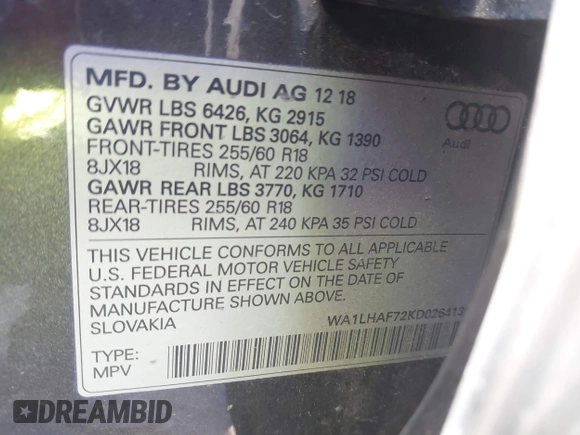 MFD. BY AUDI AG 12 18
GVWR LBS 6426, KG 2915
GAWR FRONT LBS 3064, KG 1390
FRONT-TIRES 255/60 R18
8JX18 RIMS, AT 220 KPA 32 PSI COLD
GAWR REAR LBS 3770, KG 1710
REAR-TIRES 255/60 R18
8JX18 RIMS, AT 240 KPA 35 PSI COLD
Audi
THIS VEHICLE CONFORMS TO ALL APPLICABLE
U.S. FEDERAL MOTOR VEHICLE SAFETY
STANDARDS IN EFFECT ON THE DATE OF
MANUFACTURE SHOWN ABOVE.
SLOVAKIA
WA1LHAF72KD026413
TYPE:
MPV
DREAMBID